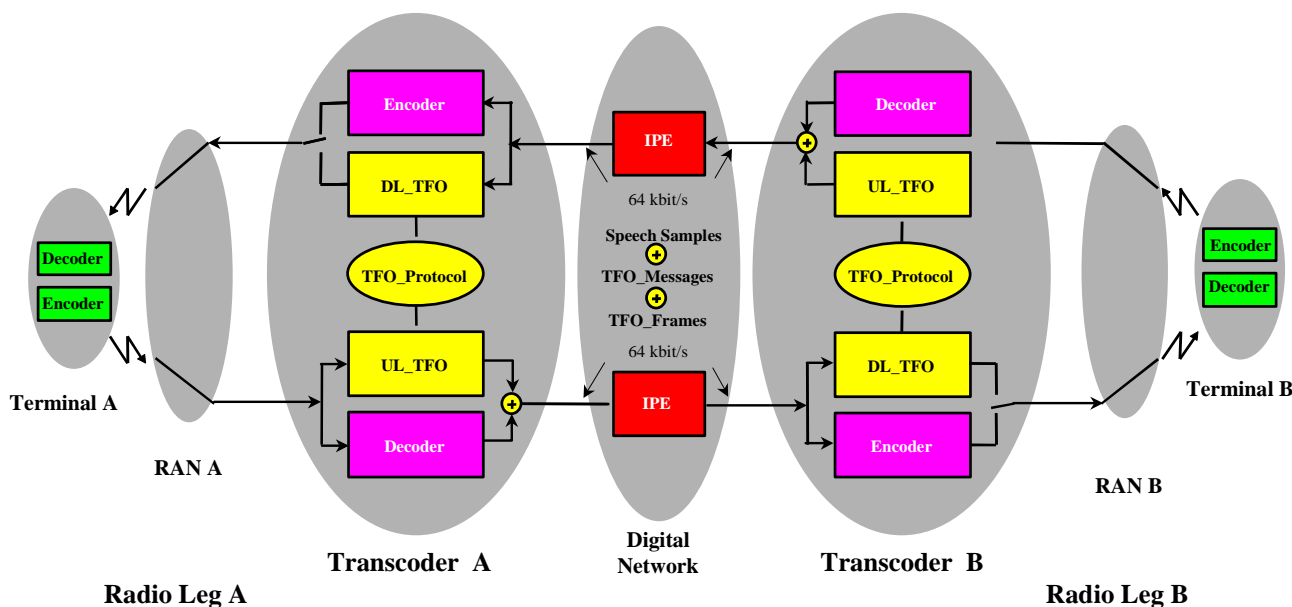 Encoder
Decoder
IPE
DL_TFO
UL_TFO
64 kbit/s
Speech Samples
+
TFO_Messages
+
TFO_Frames
64 kbit/s
Decoder
Encoder
TFO_Protocol
TFO_Protocol
Encoder
Decoder
+
UL_TFO
DL_TFO
Terminal A
Terminal B
+
IPE
Decoder
Encoder
RAN A
RAN B
Digital
Network
Transcoder A
Transcoder B
Radio Leg A
Radio Leg B